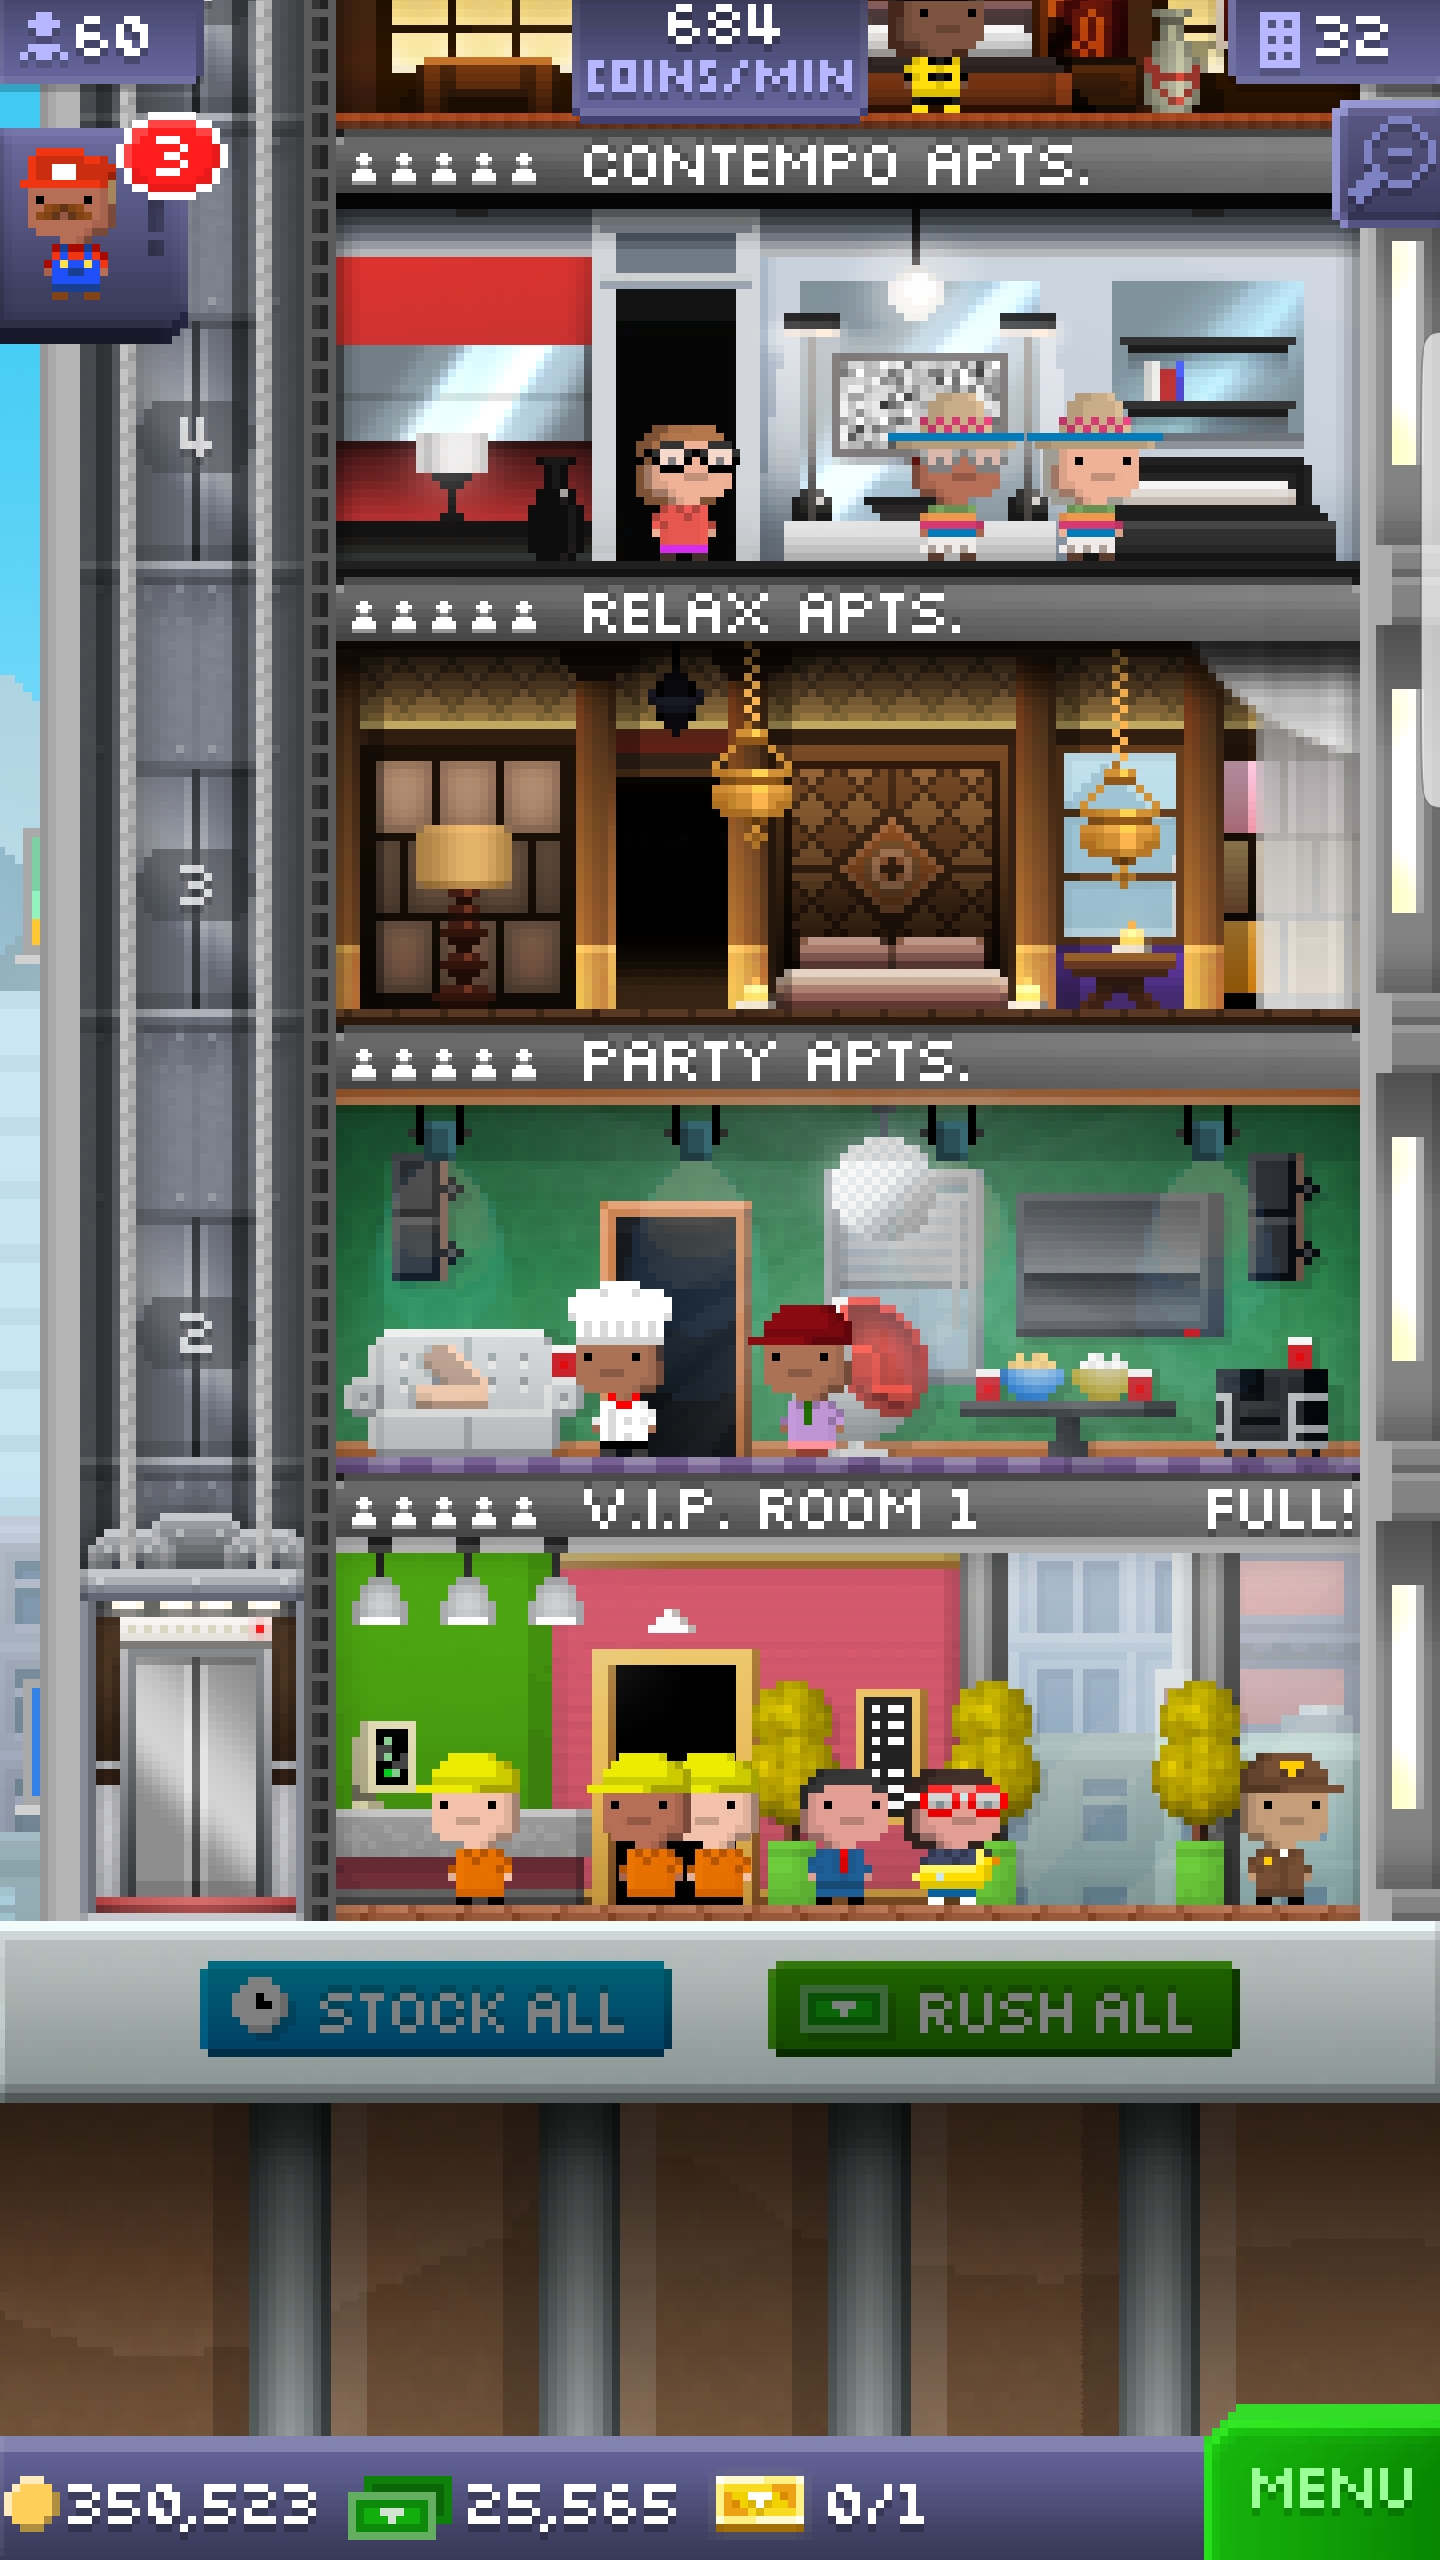 60
684
COINS/MIN
32
3
CONTEMPO APTS.
4
RELAX APTS.
3
PARTY APTS.
2
V.I.P. ROOM 1 FULL!
STOCK ALL
RUSH ALL
350,523 25,565 0/1
MENU